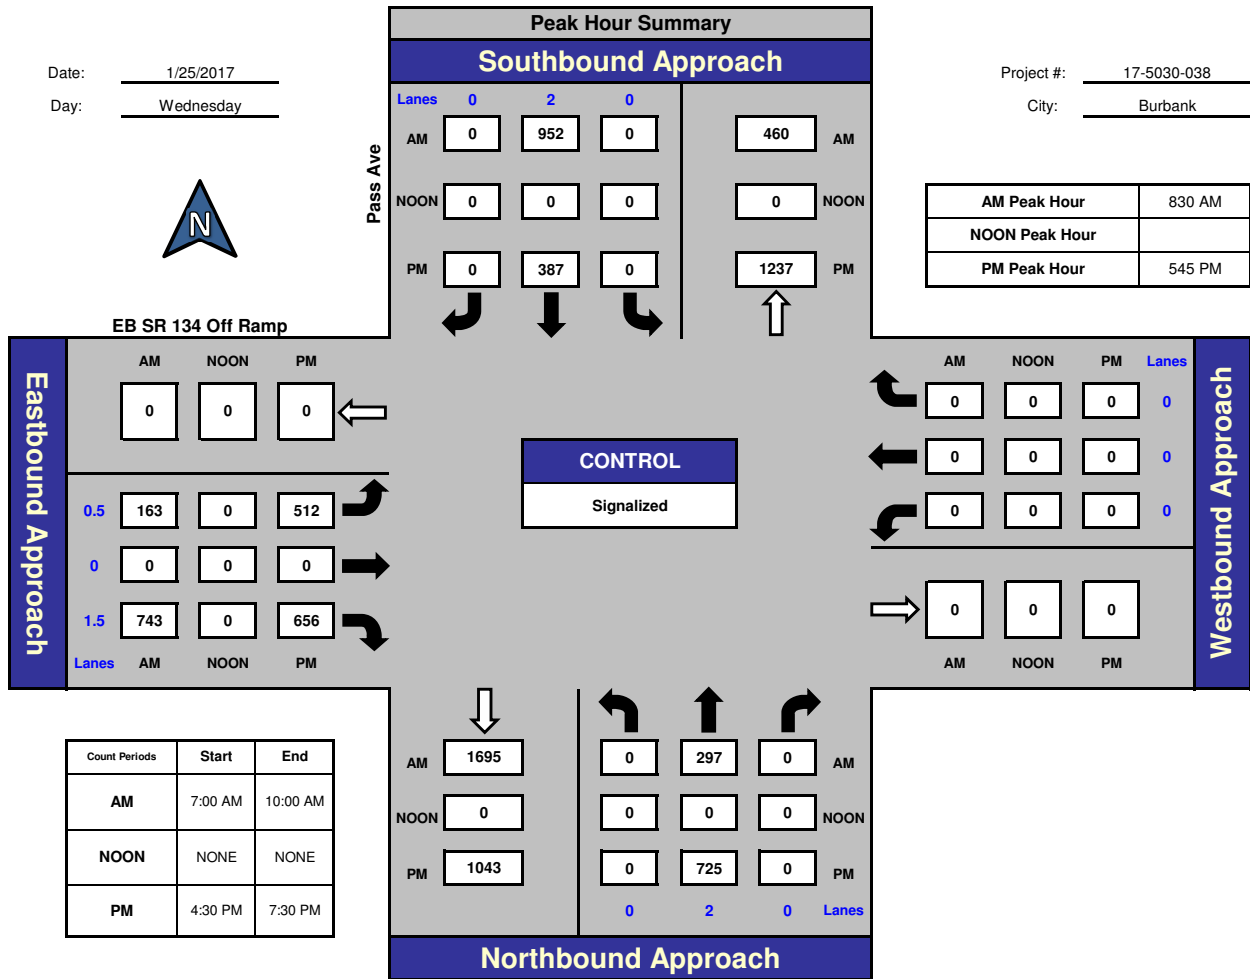 Peak Hour Summary
Southbound Approach
Date: 1/25/2017
Day: Wednesday
Project #: 17-5030-038
City: Burbank
Lanes 0 2 0
AM 0 952 0 460 AM
NOON 0 0 0 0 NOON
PM 0 387 0 1237 PM
Pass Ave
N
AM Peak Hour 830 AM
NOON Peak Hour
PM Peak Hour 545 PM
EB SR 134 Off Ramp
Eastbound Approach
AM NOON PM
0 0 0
0.5 163 0 512
0 0 0 0
1.5 743 0 656
Lanes AM NOON PM
CONTROL
Signalized
AM NOON PM Lanes
0 0 0 0
0 0 0 0
0 0 0 0
0 0 0
AM NOON PM
Westbound Approach
Count Periods Start End
AM 7:00 AM 10:00 AM
NOON NONE NONE
PM 4:30 PM 7:30 PM
AM 1695 0 297 0 AM
NOON 0 0 0 0 NOON
PM 1043 0 725 0 PM
0 2 0 Lanes
Northbound Approach